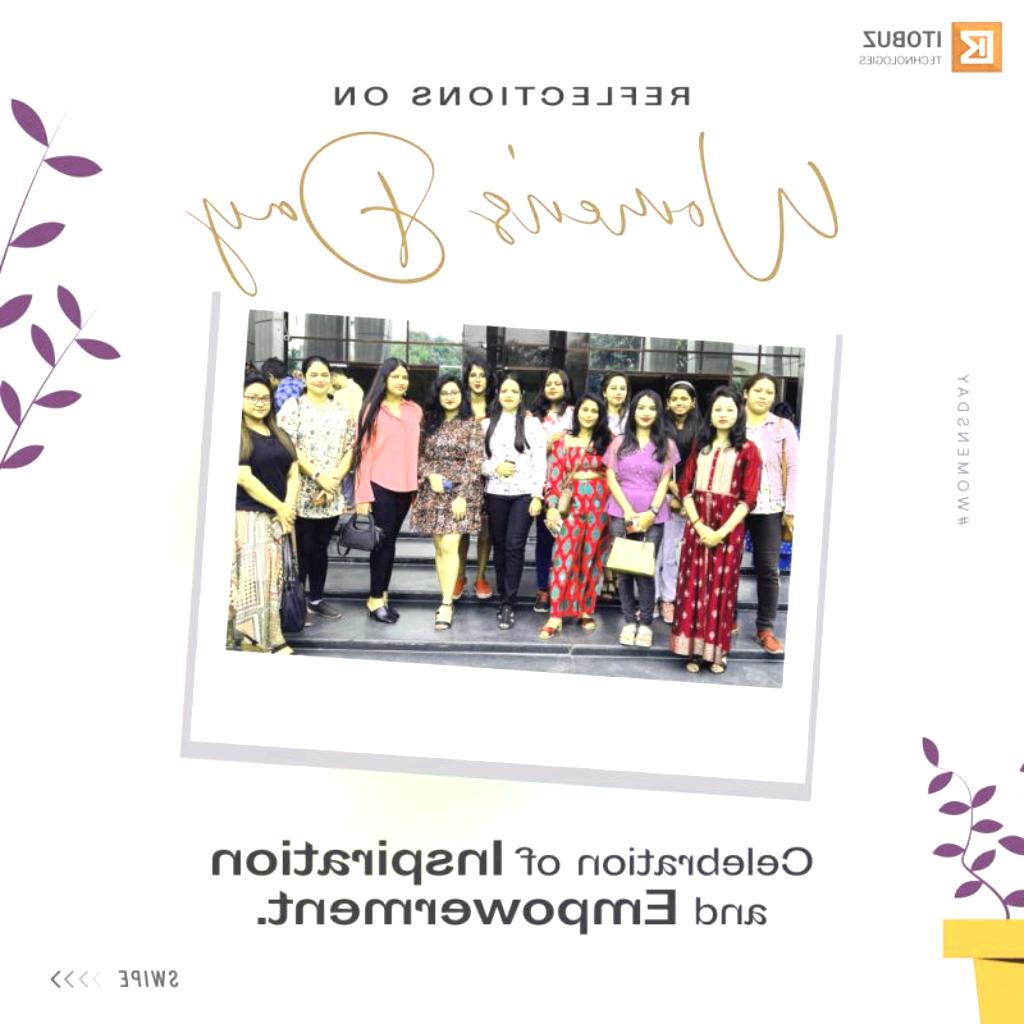 ITOBUZ
TECHNOLOGIES
REFLECTIONS ON
Women's Day
#WOMENSDAY
Celebration of Inspiration
and Empowerment.
SWIPE